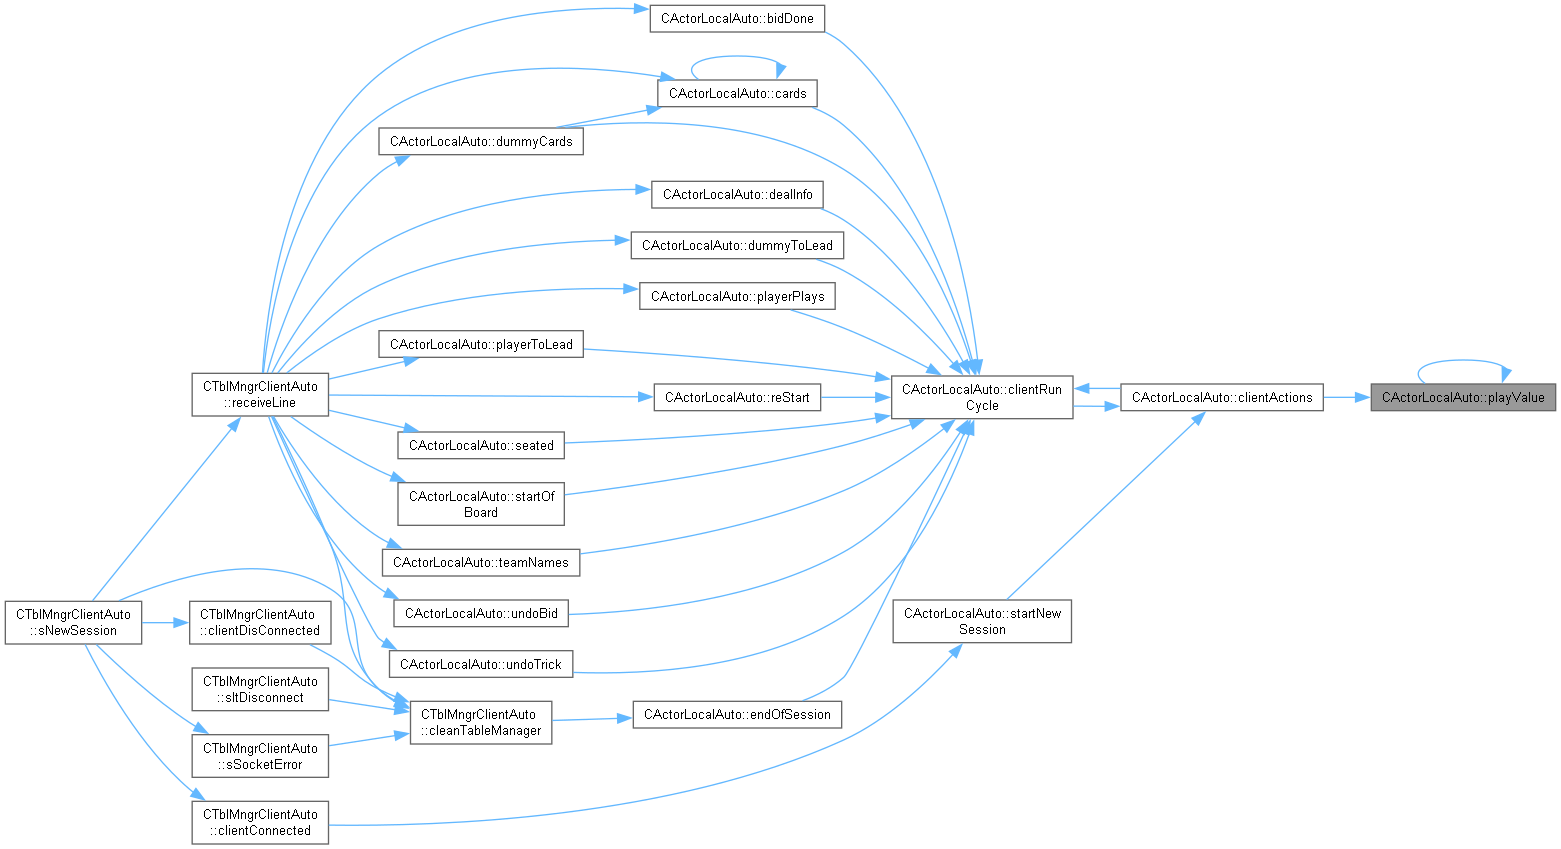 CActorLocalAuto::bidDone
CActorLocalAuto::cards
CActorLocalAuto::dummyCards
CActorLocalAuto::dealInfo
CActorLocalAuto::dummyToLead
CActorLocalAuto::playerPlays
CActorLocalAuto::playerToLead
CTblMngrClientAuto
::receiveLine
CActorLocalAuto::reStart
CActorLocalAuto::clientRun
Cycle
CActorLocalAuto::clientActions
CActorLocalAuto::playValue
CActorLocalAuto::seated
CActorLocalAuto::startOf
Board
CActorLocalAuto::teamNames
CActorLocalAuto::undoBid
CTblMngrClientAuto
::sNewSession
CTblMngrClientAuto
::clientDisConnected
CActorLocalAuto::startNew
Session
CActorLocalAuto::undoTrick
CTblMngrClientAuto
::sltDisconnect
CTblMngrClientAuto
::cleanTableManager
CActorLocalAuto::endOfSession
CTblMngrClientAuto
::sSocketError
CTblMngrClientAuto
::clientConnected